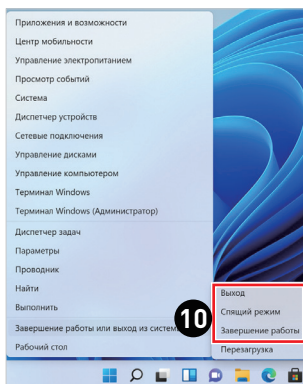 Приложения и возможности
Центр мобильности
Управление электропитанием
Просмотр событий
Система
Диспетчер устройств
Сетевые подключения
Управление дисками
Управление компьютером
Терминал Windows
Терминал Windows (Администратор)
Диспетчер задач
Параметры
Проводник
Найти
Выполнить
Завершение работы или выход из систем
Рабочий стол
10
Выход
Спящий режим
Завершение работы
Перезагрузка